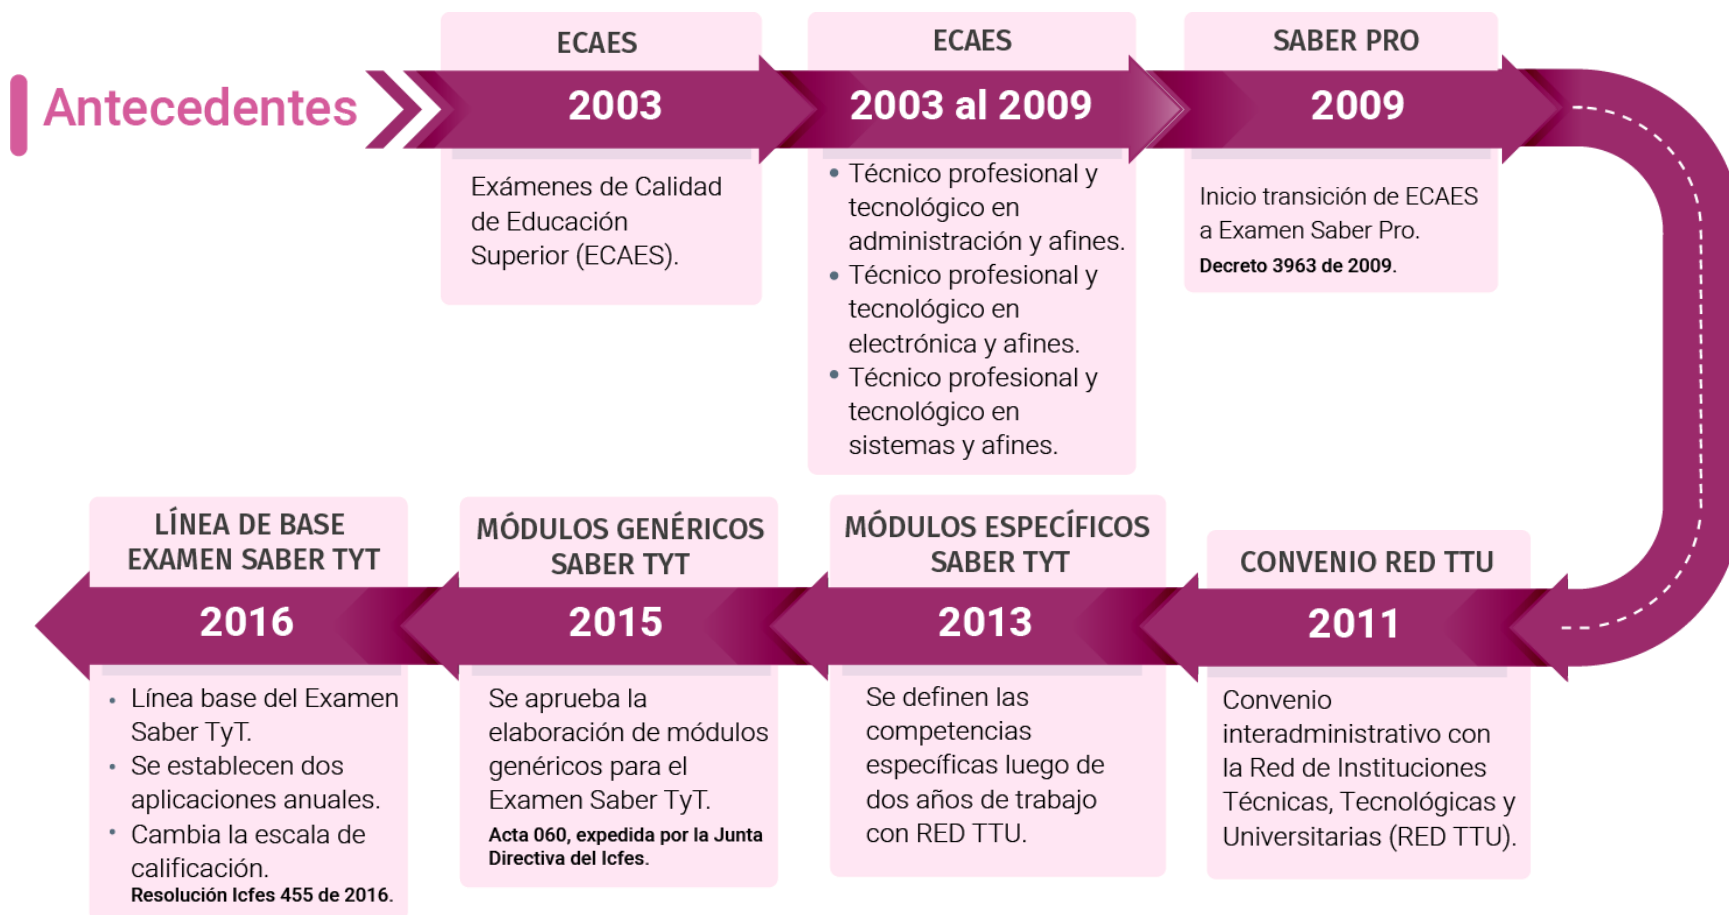 Antecedentes
ECAES
2003
Exámenes de Calidad
de Educación
Superior (ECAES).
ECAES
2003 al 2009
• Técnico profesional y
tecnológico en
administración y afines.
• Técnico profesional y
tecnológico en
electrónica y afines.
• Técnico profesional y
tecnológico en
sistemas y afines.
SABER PRO
2009
Inicio transición de ECAES
a Examen Saber Pro.
Decreto 3963 de 2009.
CONVENIO RED TTU
2011
Convenio
interadministrativo con
la Red de Instituciones
Técnicas, Tecnológicas y
Universitarias (RED TTU).
MÓDULOS ESPECÍFICOS
SABER TYT
2013
Se definen las
competencias
específicas luego de
dos años de trabajo
con RED TTU.
MÓDULOS GENÉRICOS
SABER TYT
2015
Se aprueba la
elaboración de módulos
genéricos para el
Examen Saber TyT.
Acta 060, expedida por la Junta
Directiva del Icfes.
LÍNEA DE BASE
EXAMEN SABER TYT
2016
• Línea base del Examen
Saber TyT.
• Se establecen dos
aplicaciones anuales.
• Cambia la escala de
calificación.
Resolución Icfes 455 de 2016.